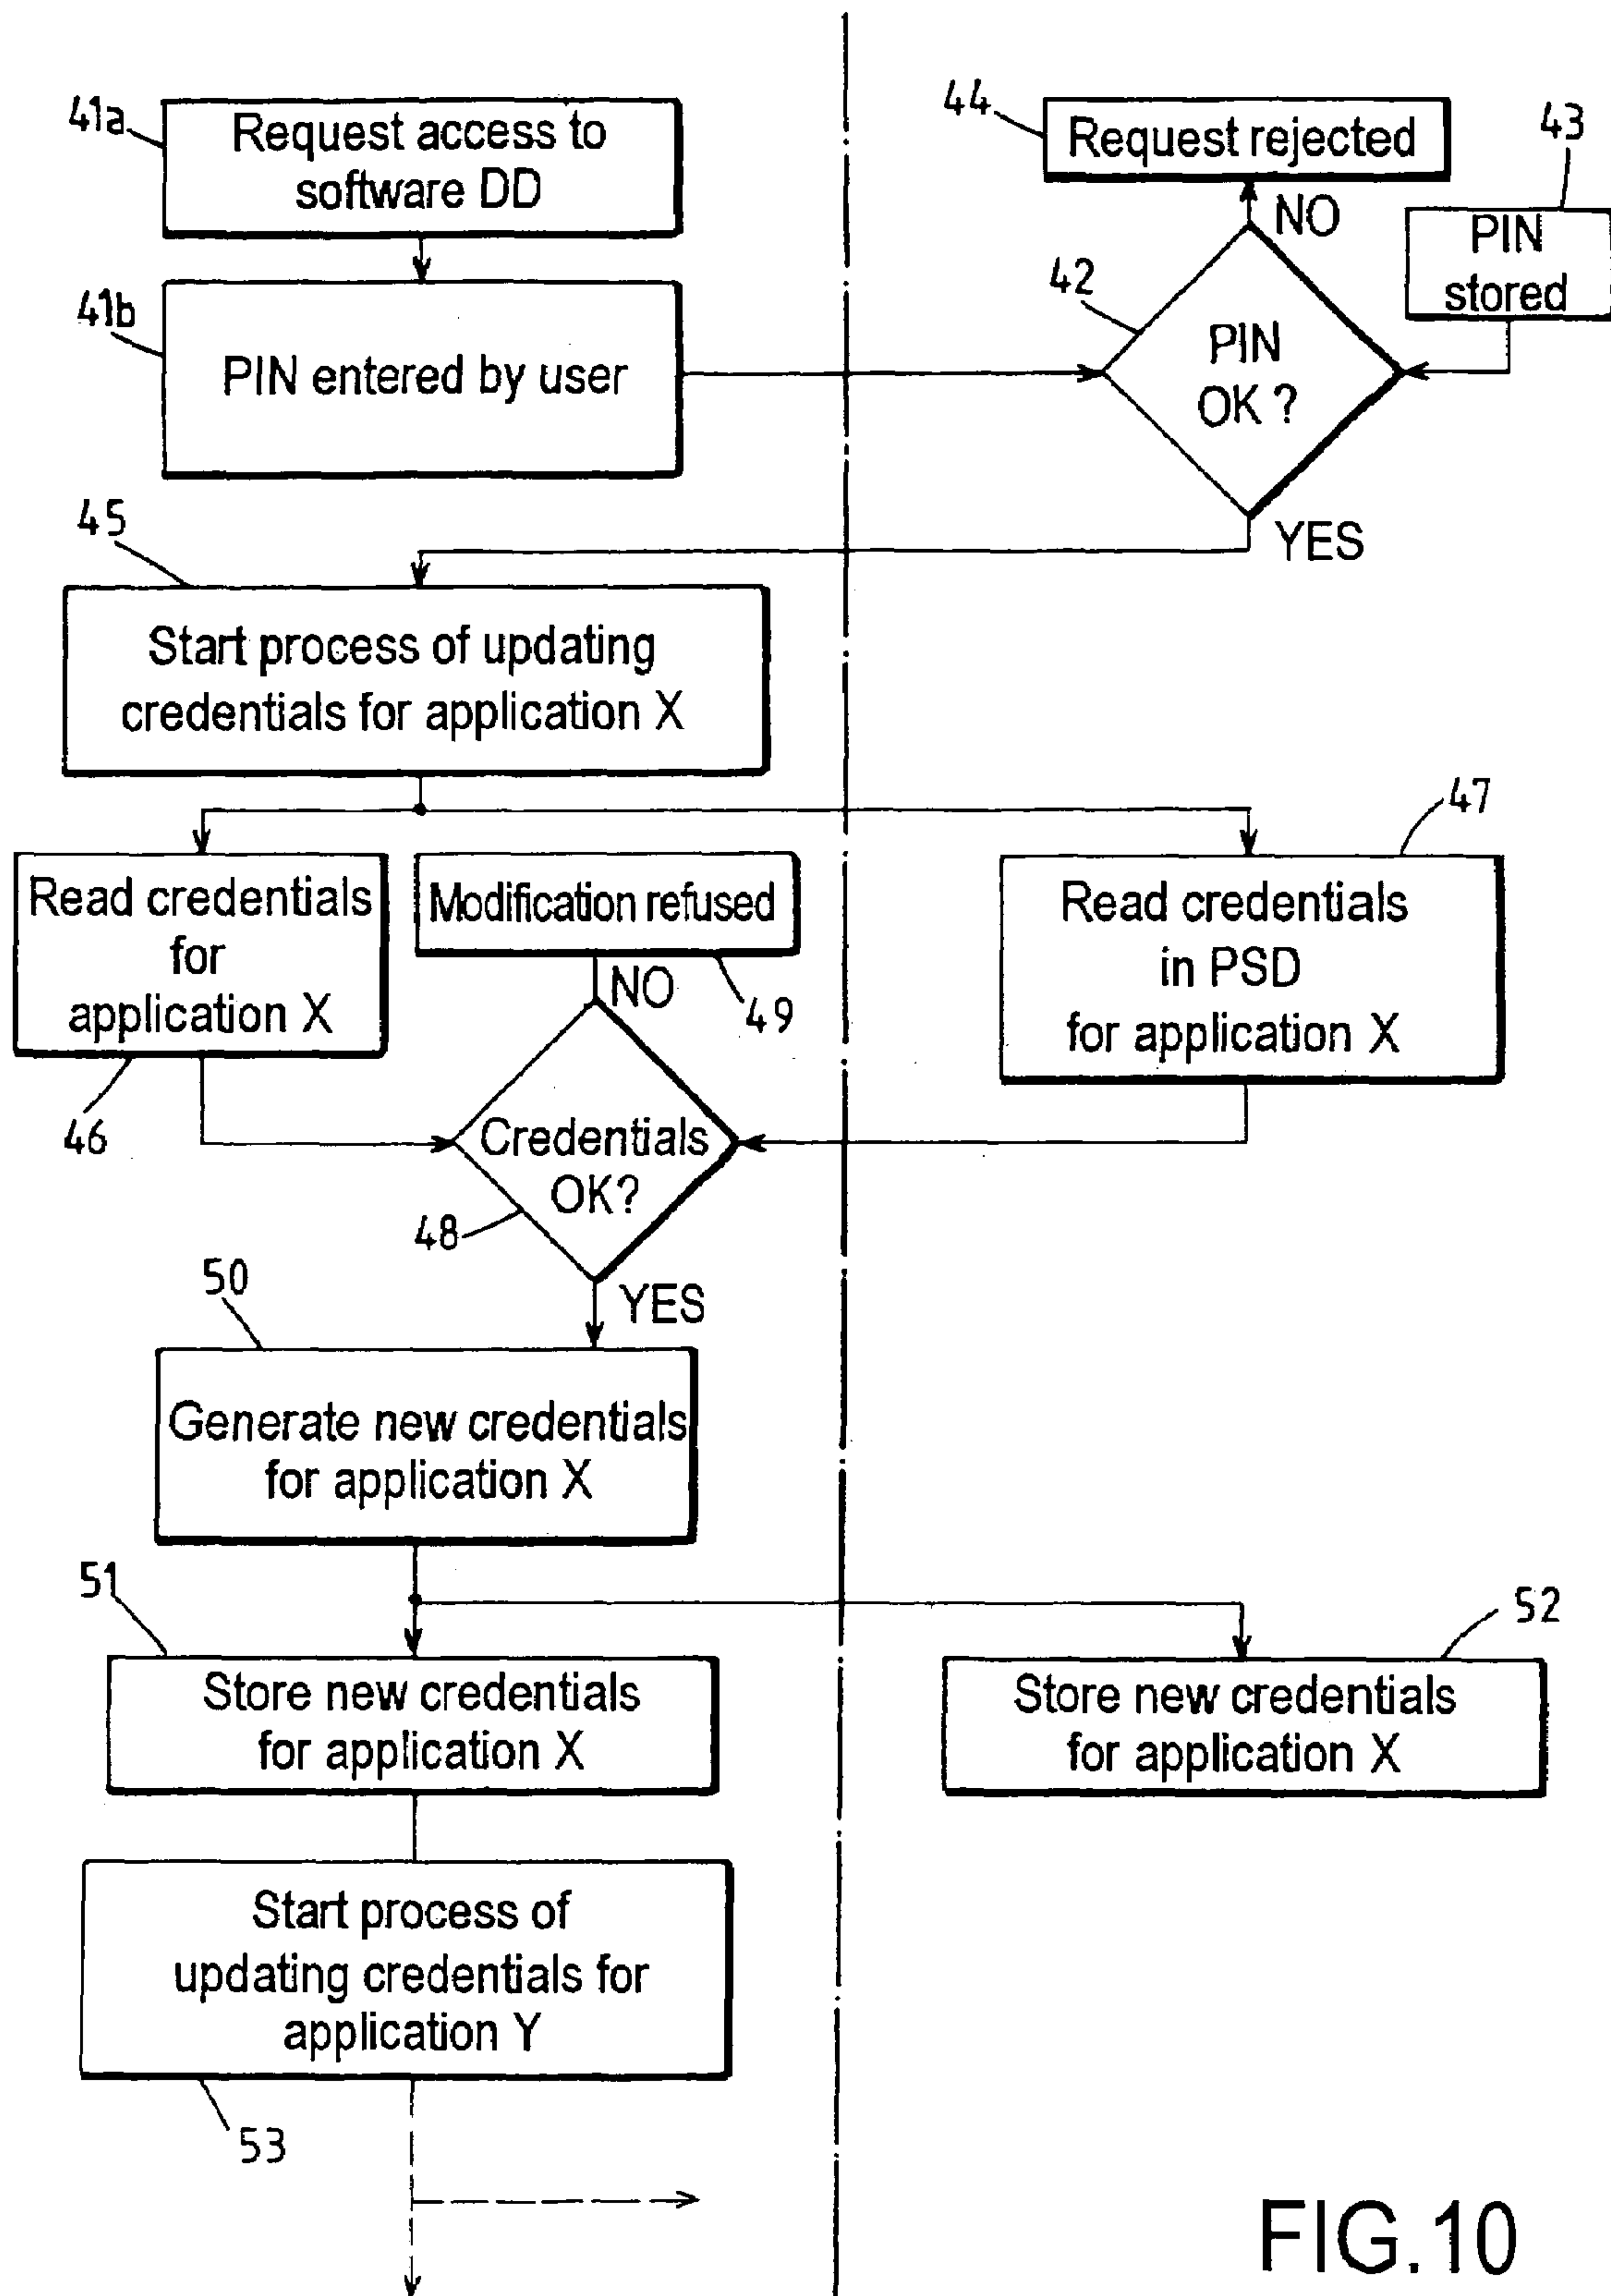 41a
Request access to
software DD
44
Request rejected
43
PIN
stored
NO
42
PIN
OK ?
41b
PIN entered by user
YES
45
Start process of updating
credentials for application X
47
Read credentials
for
application X
46
Modification refused
49
NO
Read credentials
in PSD
for application X
Credentials
OK?
48
YES
50
Generate new credentials
for application X
51
Store new credentials
for application X
52
Store new credentials
for application X
Start process of
updating credentials for
application Y
53
FIG.10